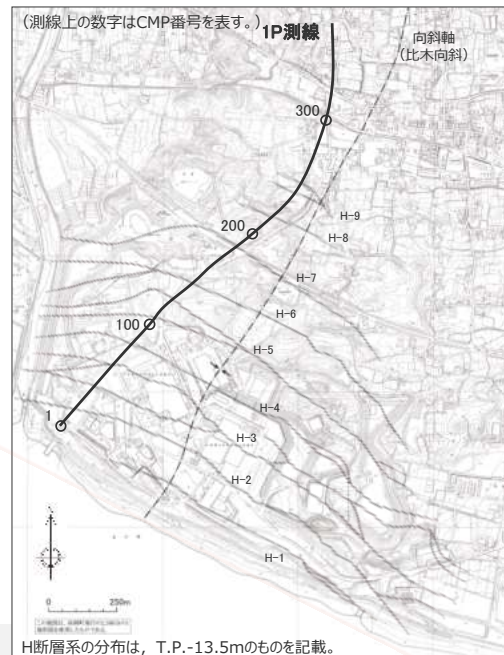 (測線上の数字はCMP番号を表す。)
1P測線
向斜軸
(比木向斜)
300
H-9
200
H-8
H-7
H-6
100
H-5
1
H-4
H-3
H-2
H-1
0 250m
H断層系の分布は，T.P.-13.5mのものを記載。